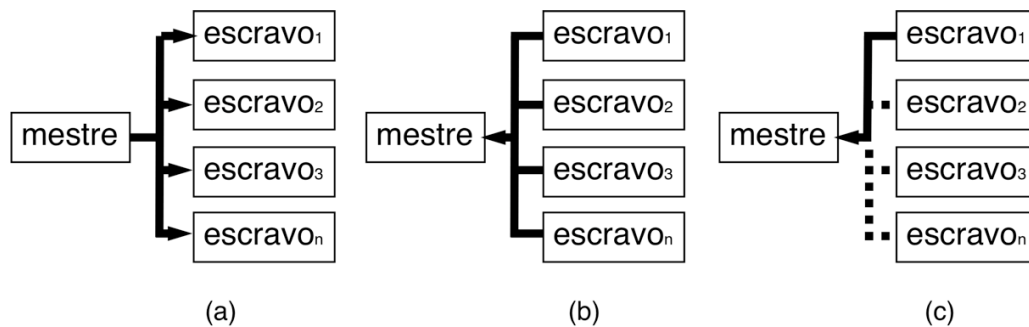 escravo₁
escravo₂
mestre
escravo₃
escravoₙ
(a)
escravo₁
escravo₂
mestre
escravo₃
escravoₙ
(b)
escravo₁
escravo₂
mestre
escravo₃
escravoₙ
(c)